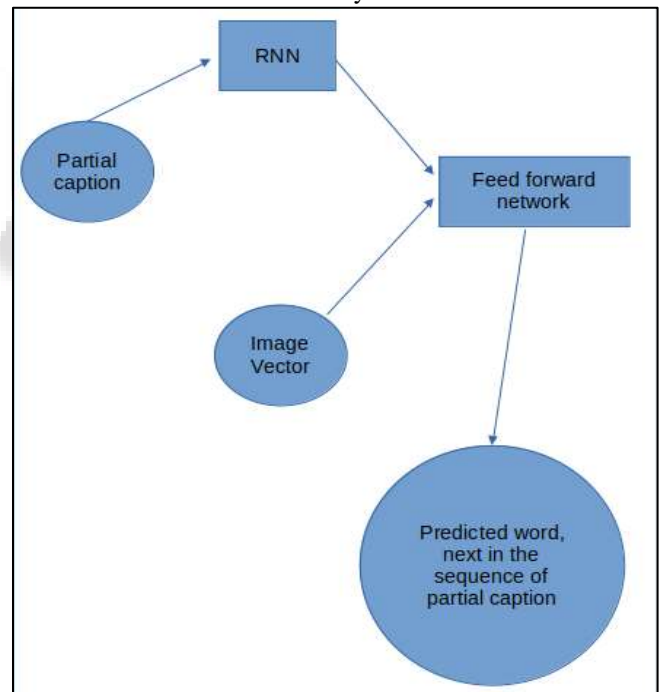 RNN
Partial
caption
Feed forward
network
Image
Vector
Predicted word,
next in the
sequence of
partial caption